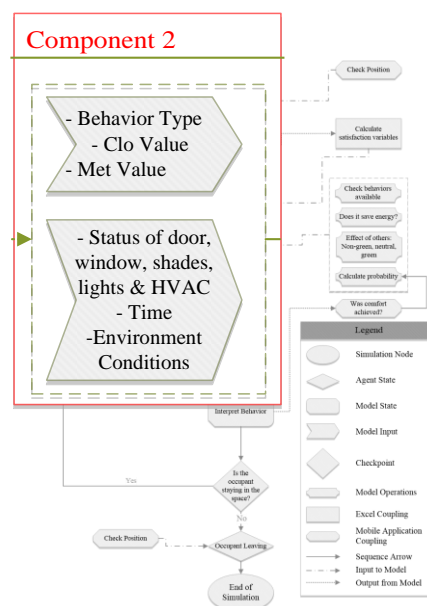 Component 2
- Behavior Type
- Clo Value
- Met Value
- Status of door,
window, shades,
lights & HVAC
- Time
-Environment
Conditions
Check Position
Calculate
satisfaction variables
Check behaviors
available
Does it save energy?
Effect of others:
Non-green, neutral,
green
Calculate probability
Was comfort
achieved?
Interpret Behavior
Is the
occupant
staying in the
space?
Yes
No
Check Position
Occupant Leaving
End of
Simulation
Legend
Simulation Node
Agent State
Model State
Model Input
Checkpoint
Model Operations
Excel Coupling
Mobile Application
Coupling
Sequence Arrow
Input to Model
Output from Model